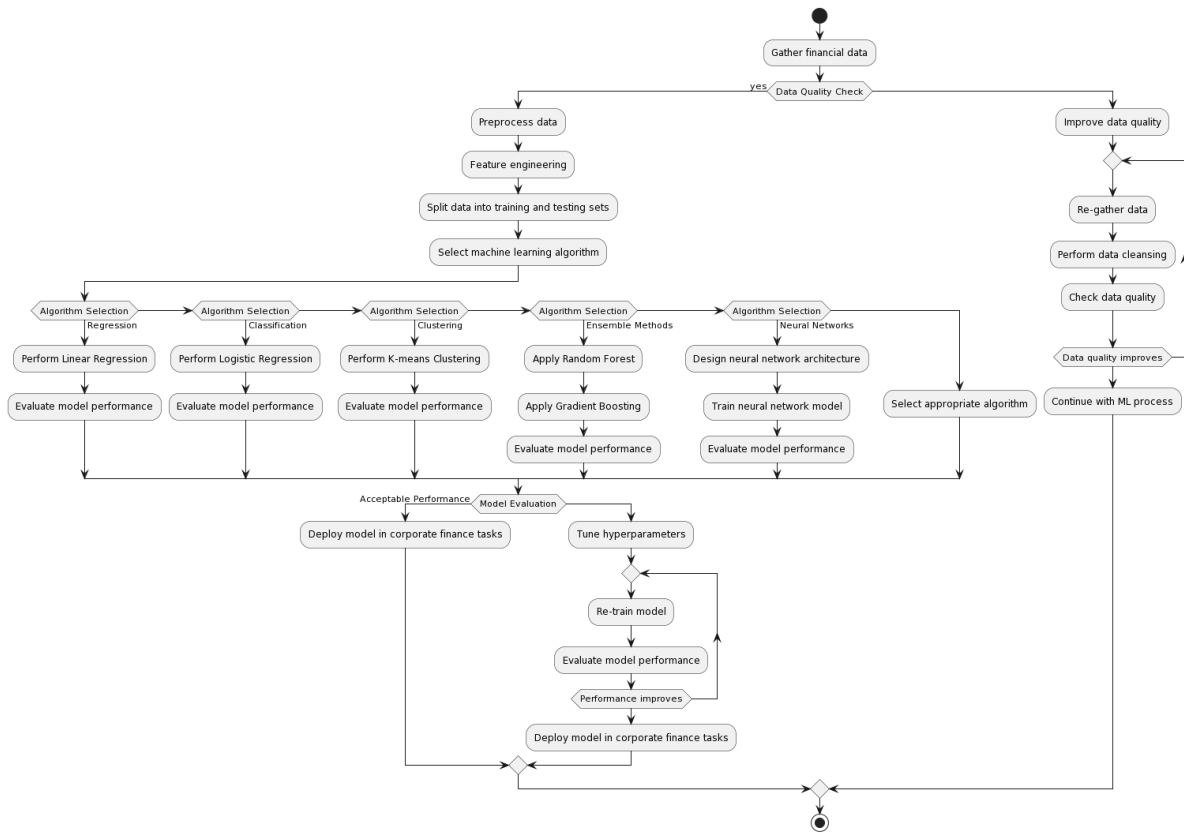 Gather financial data
yes
Data Quality Check
Preprocess data
Improve data quality
Feature engineering
Split data into training and testing sets
Re-gather data
Select machine learning algorithm
Perform data cleansing
Check data quality
Algorithm Selection
Algorithm Selection
Algorithm Selection
Algorithm Selection
Algorithm Selection
Regression
Classification
Clustering
Ensemble Methods
Neural Networks
Perform Linear Regression
Perform Logistic Regression
Perform K-means Clustering
Apply Random Forest
Design neural network architecture
Data quality improves
Evaluate model performance
Evaluate model performance
Evaluate model performance
Apply Gradient Boosting
Train neural network model
Select appropriate algorithm
Continue with ML process
Evaluate model performance
Evaluate model performance
Acceptable Performance
Model Evaluation
Deploy model in corporate finance tasks
Tune hyperparameters
Re-train model
Evaluate model performance
Performance improves
Deploy model in corporate finance tasks